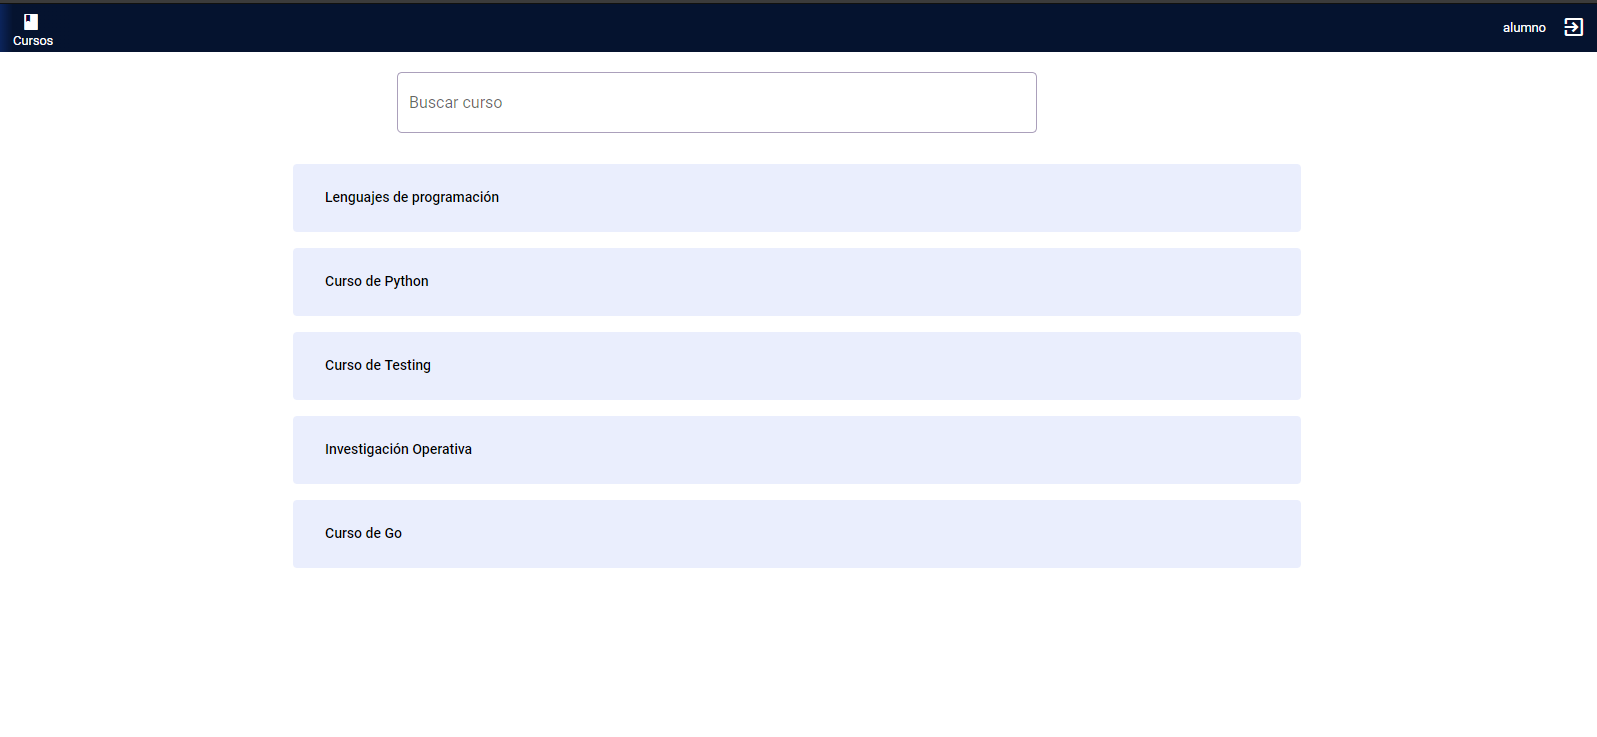 Cursos
alumno
Buscar curso
Lenguajes de programación
Curso de Python
Curso de Testing
Investigación Operativa
Curso de Go